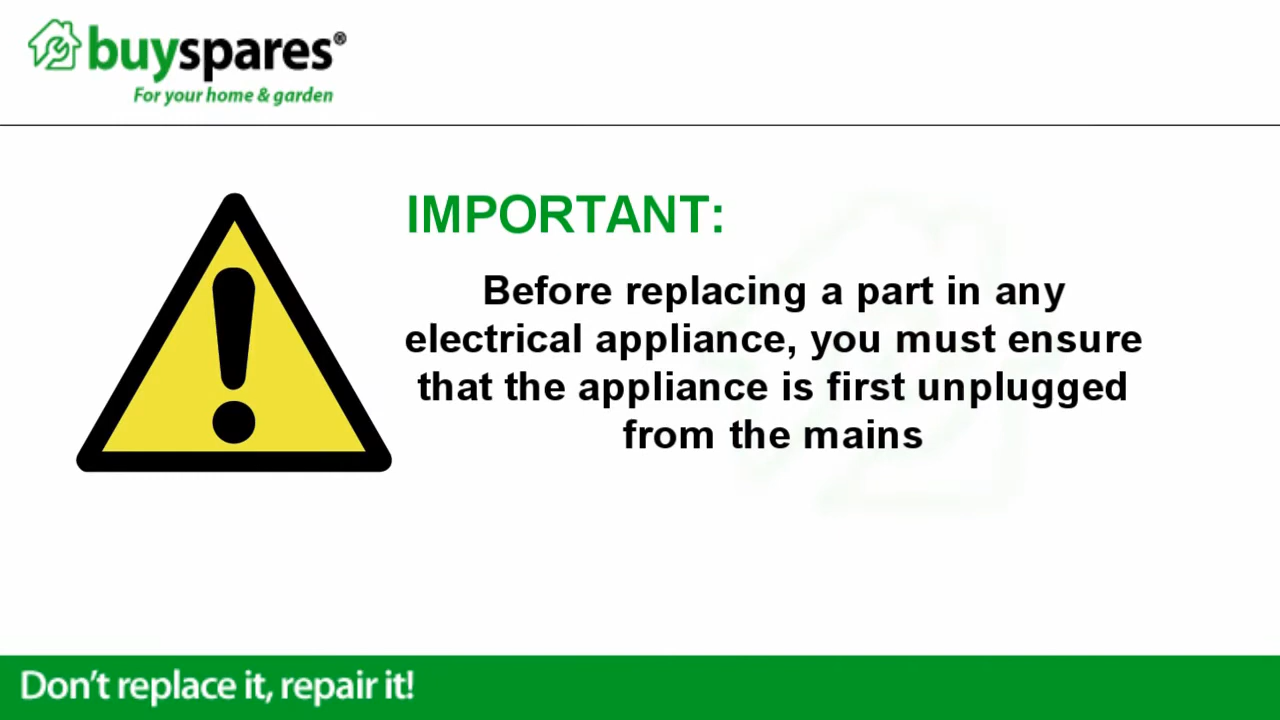 buyspares®
For your home & garden
IMPORTANT:
Before replacing a part in any
electrical appliance, you must ensure
that the appliance is first unplugged
from the mains
Don't replace it, repair it!